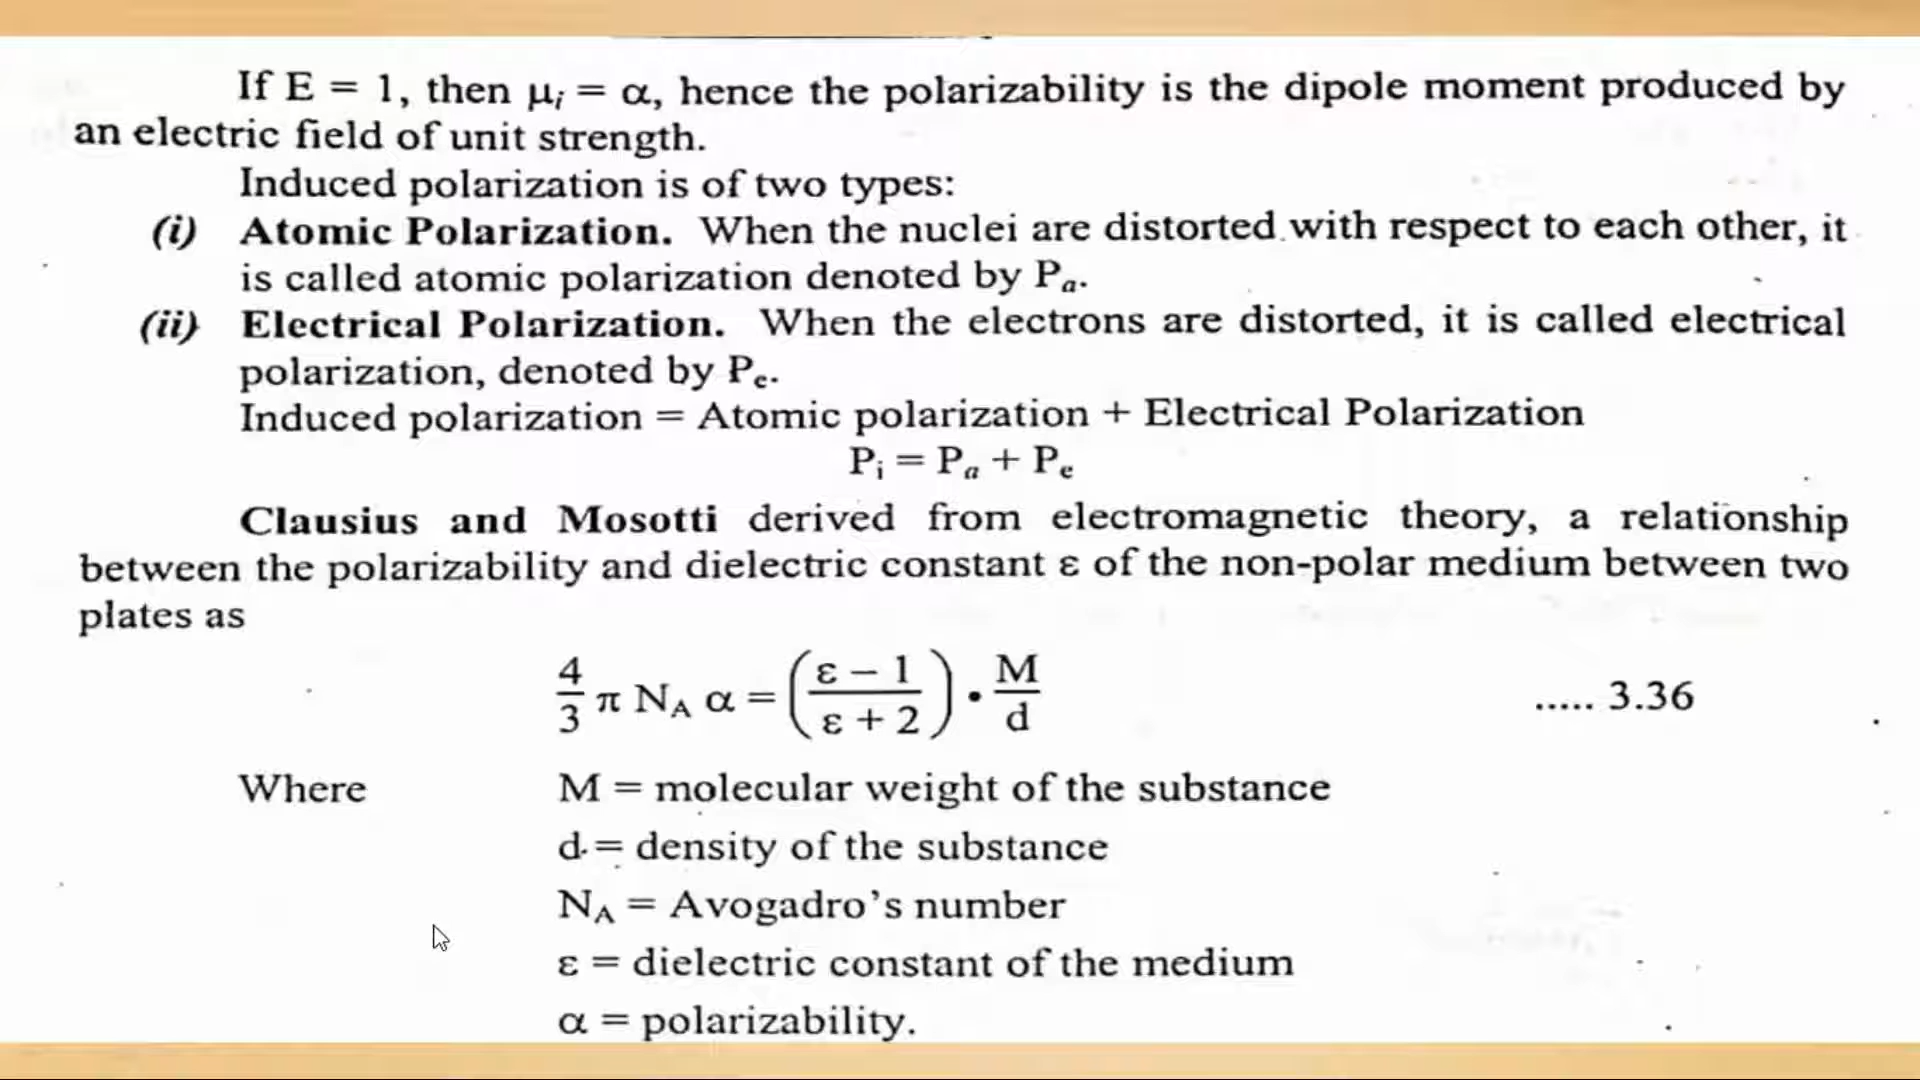 If E = 1, then μi = α, hence the polarizability is the dipole moment produced by
an electric field of unit strength.
Induced polarization is of two types:
(i) Atomic Polarization. When the nuclei are distorted with respect to each other, it
is called atomic polarization denoted by Pa.
(ii) Electrical Polarization. When the electrons are distorted, it is called electrical
polarization, denoted by Pe.
Induced polarization = Atomic polarization + Electrical Polarization
Pi = Pa + Pe
Clausius and Mosotti derived from electromagnetic theory, a relationship
between the polarizability and dielectric constant ε of the non-polar medium between two
plates as
4/3 π NA α = ((ε − 1)/(ε + 2)) • M/d ..... 3.36
Where M = molecular weight of the substance
d = density of the substance
NA = Avogadro's number
ε = dielectric constant of the medium
α = polarizability.